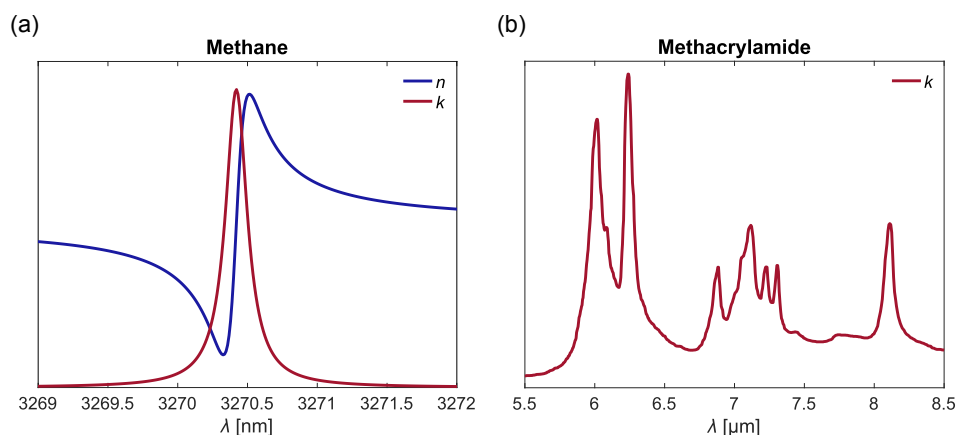 (a)
Methane
n
k
3269 3269.5 3270 3270.5 3271 3271.5 3272
λ [nm]
(b)
Methacrylamide
k
5.5 6 6.5 7 7.5 8 8.5
λ [µm]